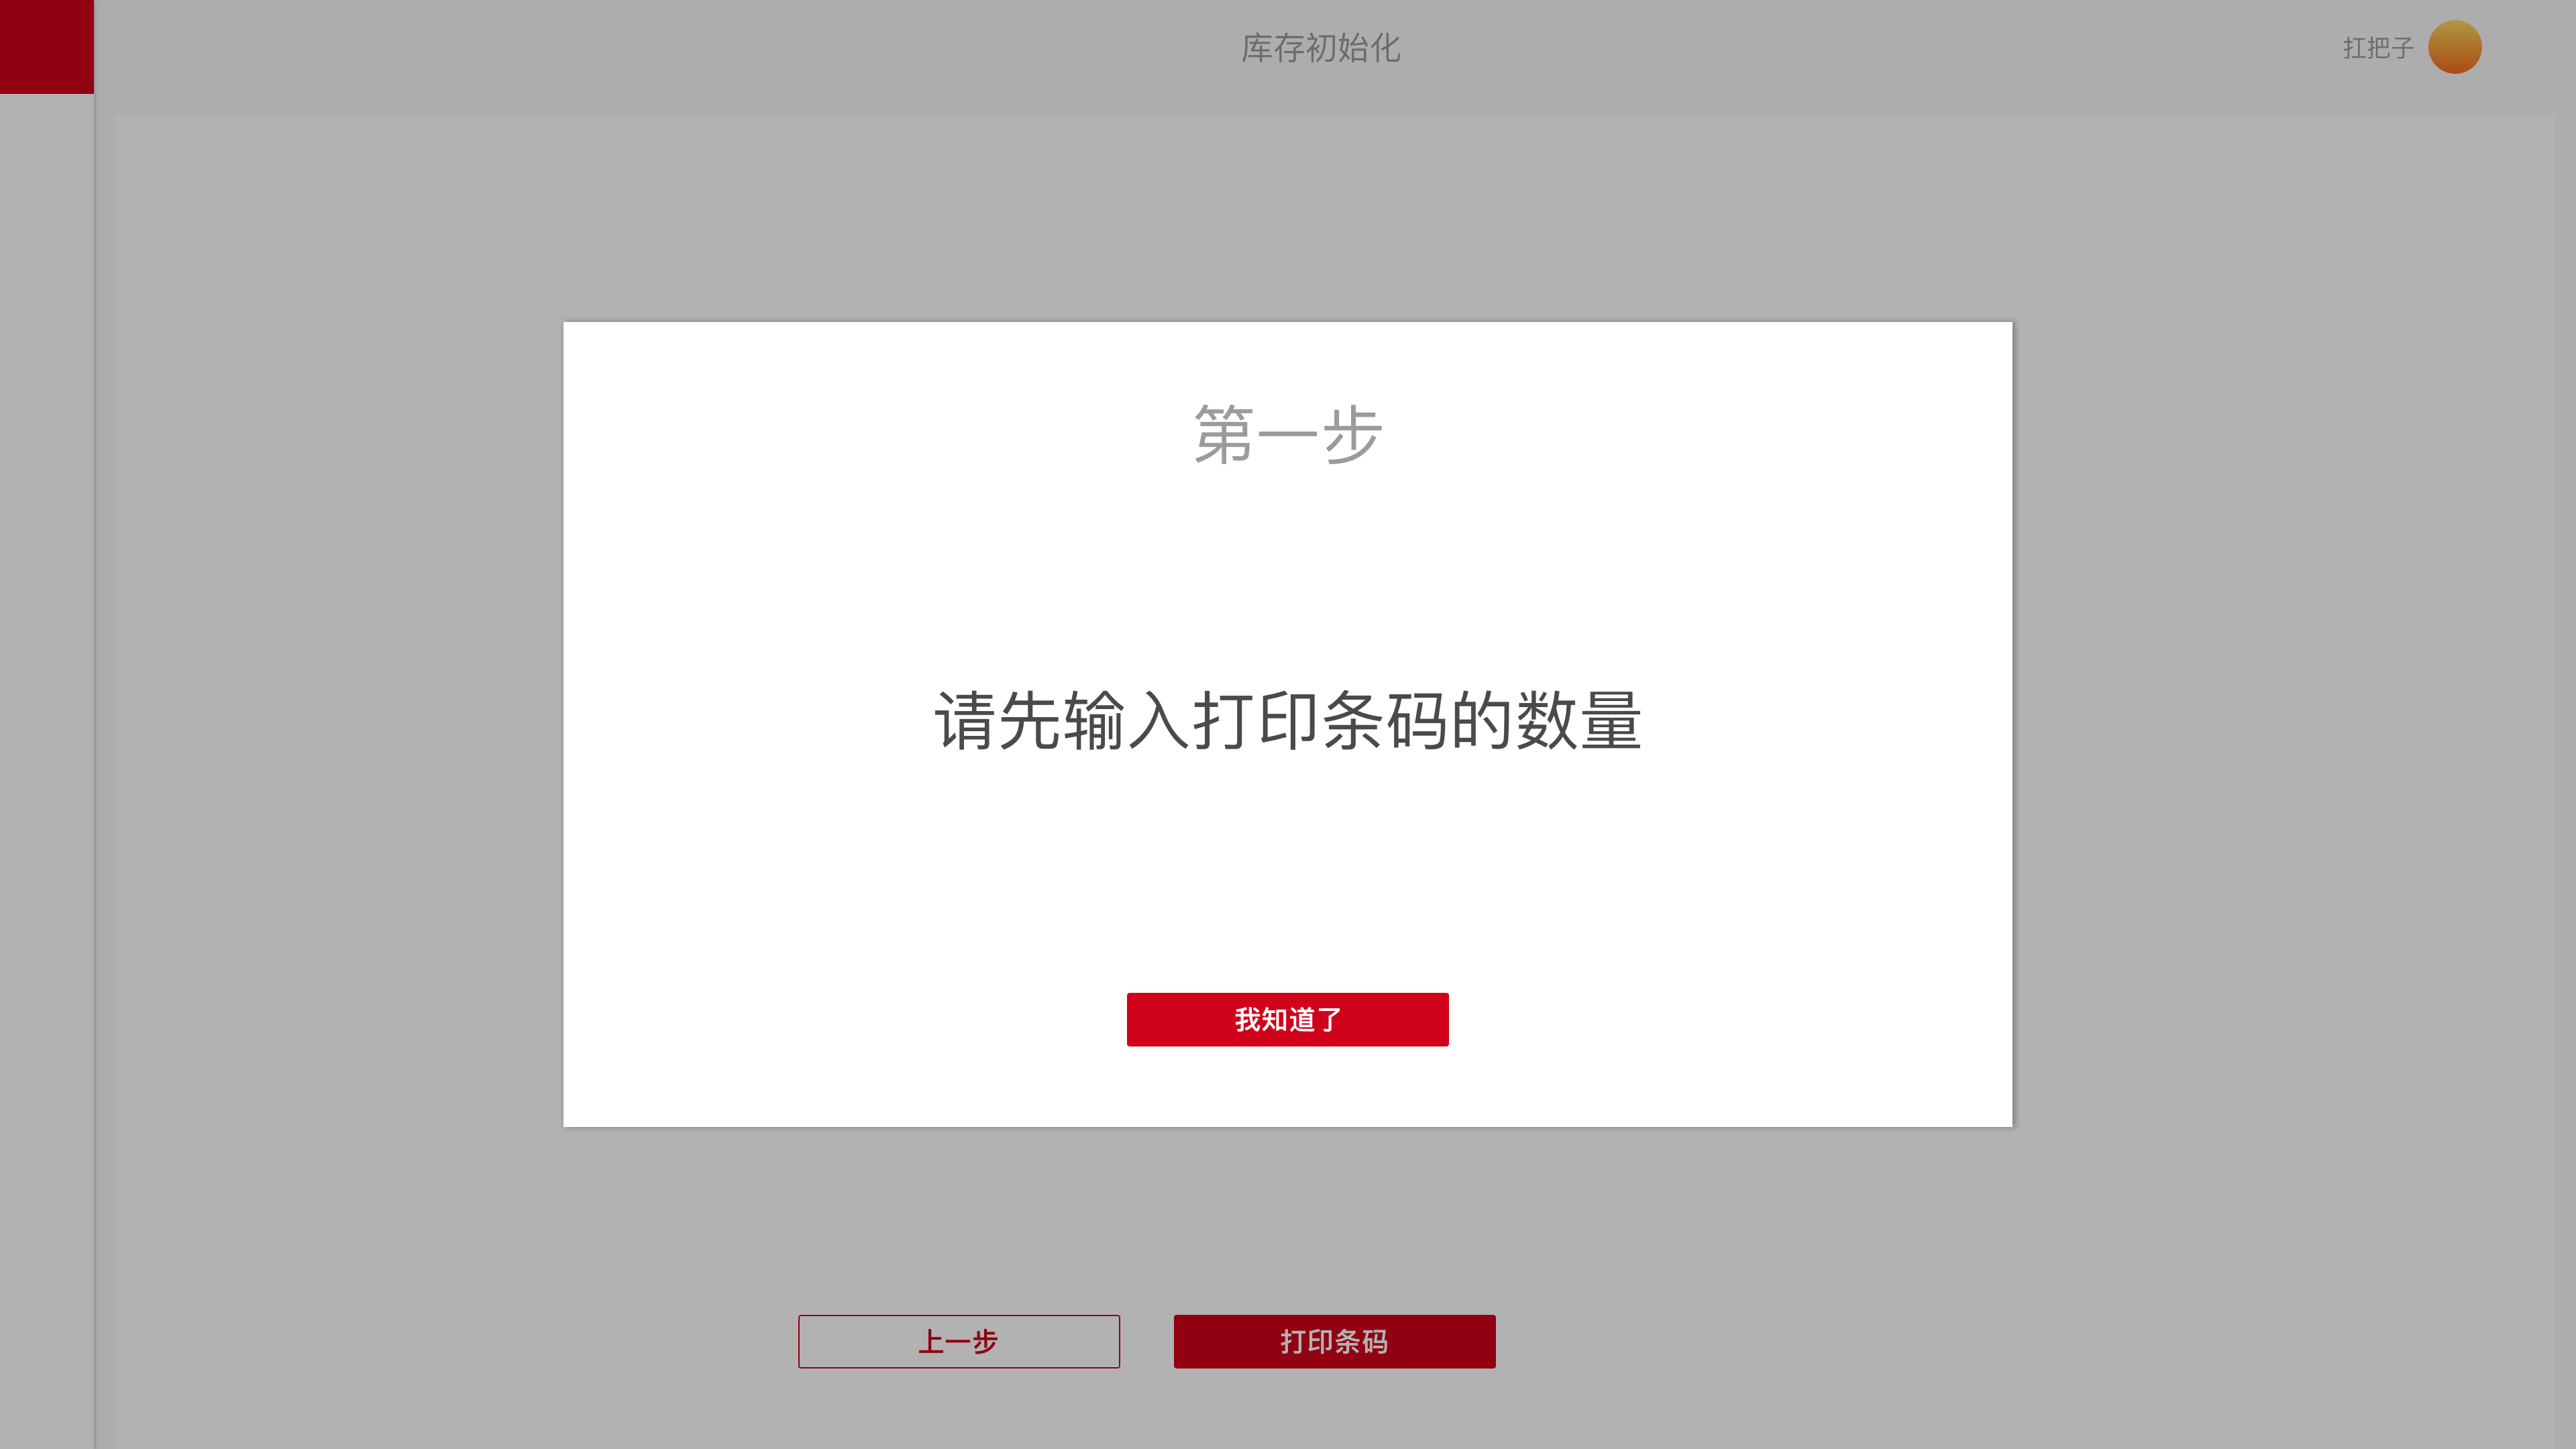 库存初始化
扛把子
第一步
请先输入打印条码的数量
我知道了
上一步
打印条码